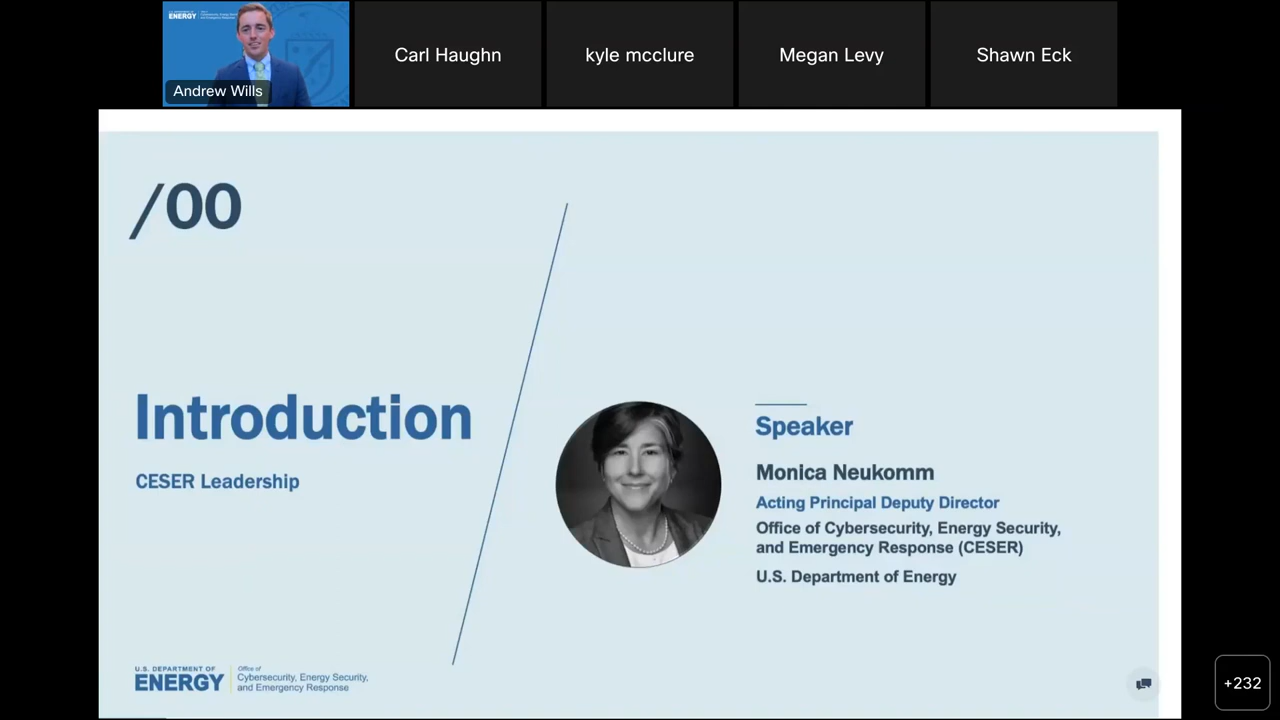 U.S. DEPARTMENT OF
ENERGY
Andrew Wills
Carl Haughn
kyle mcclure
Megan Levy
Shawn Eck
/00
Introduction
CESER Leadership
Speaker
Monica Neukomm
Acting Principal Deputy Director
Office of Cybersecurity, Energy Security,
and Emergency Response (CESER)
U.S. Department of Energy
U.S. DEPARTMENT OF
ENERGY
Office of
Cybersecurity, Energy Security,
and Emergency Response
+232